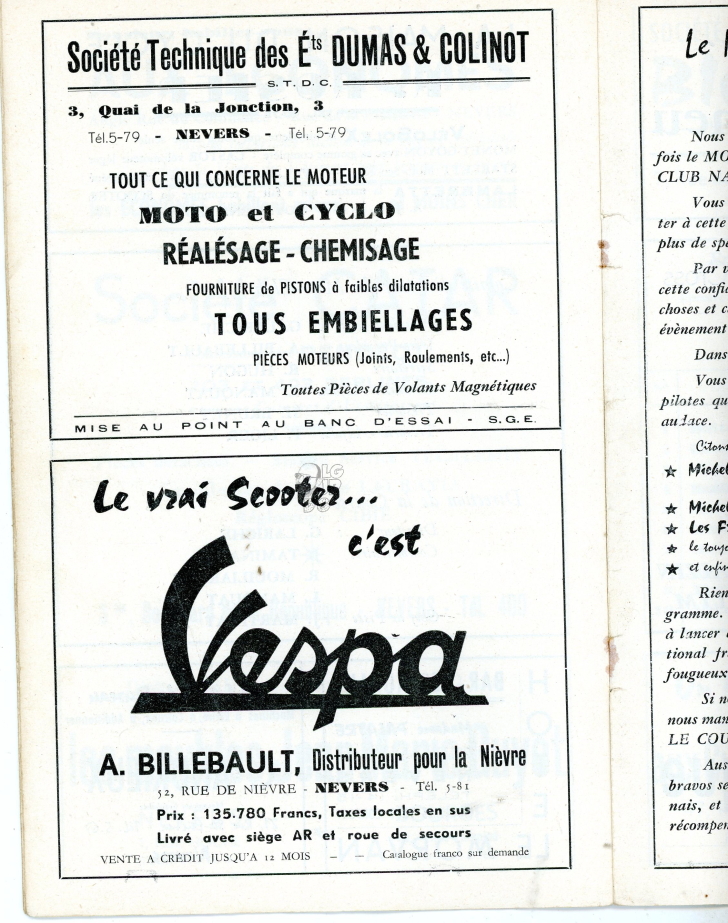 Société Technique des Éts DUMAS & COLINOT
S.T.D.C.
3, Quai de la Jonction, 3
Tél.5-79 - NEVERS - Tél. 5-79
TOUT CE QUI CONCERNE LE MOTEUR
MOTO et CYCLO
RÉALÉSAGE - CHEMISAGE
FOURNITURE de PISTONS à faibles dilatations
TOUS EMBIELLAGES
PIÈCES MOTEURS (Joints, Roulements, etc...)
Toutes Pièces de Volants Magnétiques
MISE AU POINT AU BANC D'ESSAI - S.G.E.
Le vrai Scooter...
c'est
Vespa
A. BILLEBAULT, Distributeur pour la Nièvre
52, RUE DE NIÈVRE - NEVERS - Tél. 5-81
Prix : 135.780 Francs, Taxes locales en sus
Livré avec siège AR et roue de secours
VENTE A CRÉDIT JUSQU'A 12 MOIS — — Catalogue franco sur demande
Le
Nous
fois le MO
CLUB NA
Vous
ter à cette
plus de spe
Par v
cette confia
choses et c
évènement
Dans
Vous
pilotes qu
audace.
Citons
★ Michel
★ Michel
★ Les F
★ le toujo
★ et enfin
Rien
gramme.
à lancer
tional fr
fougueux
Si n
nous man
LE COU
Aus
bravos se
nais, et
récompen